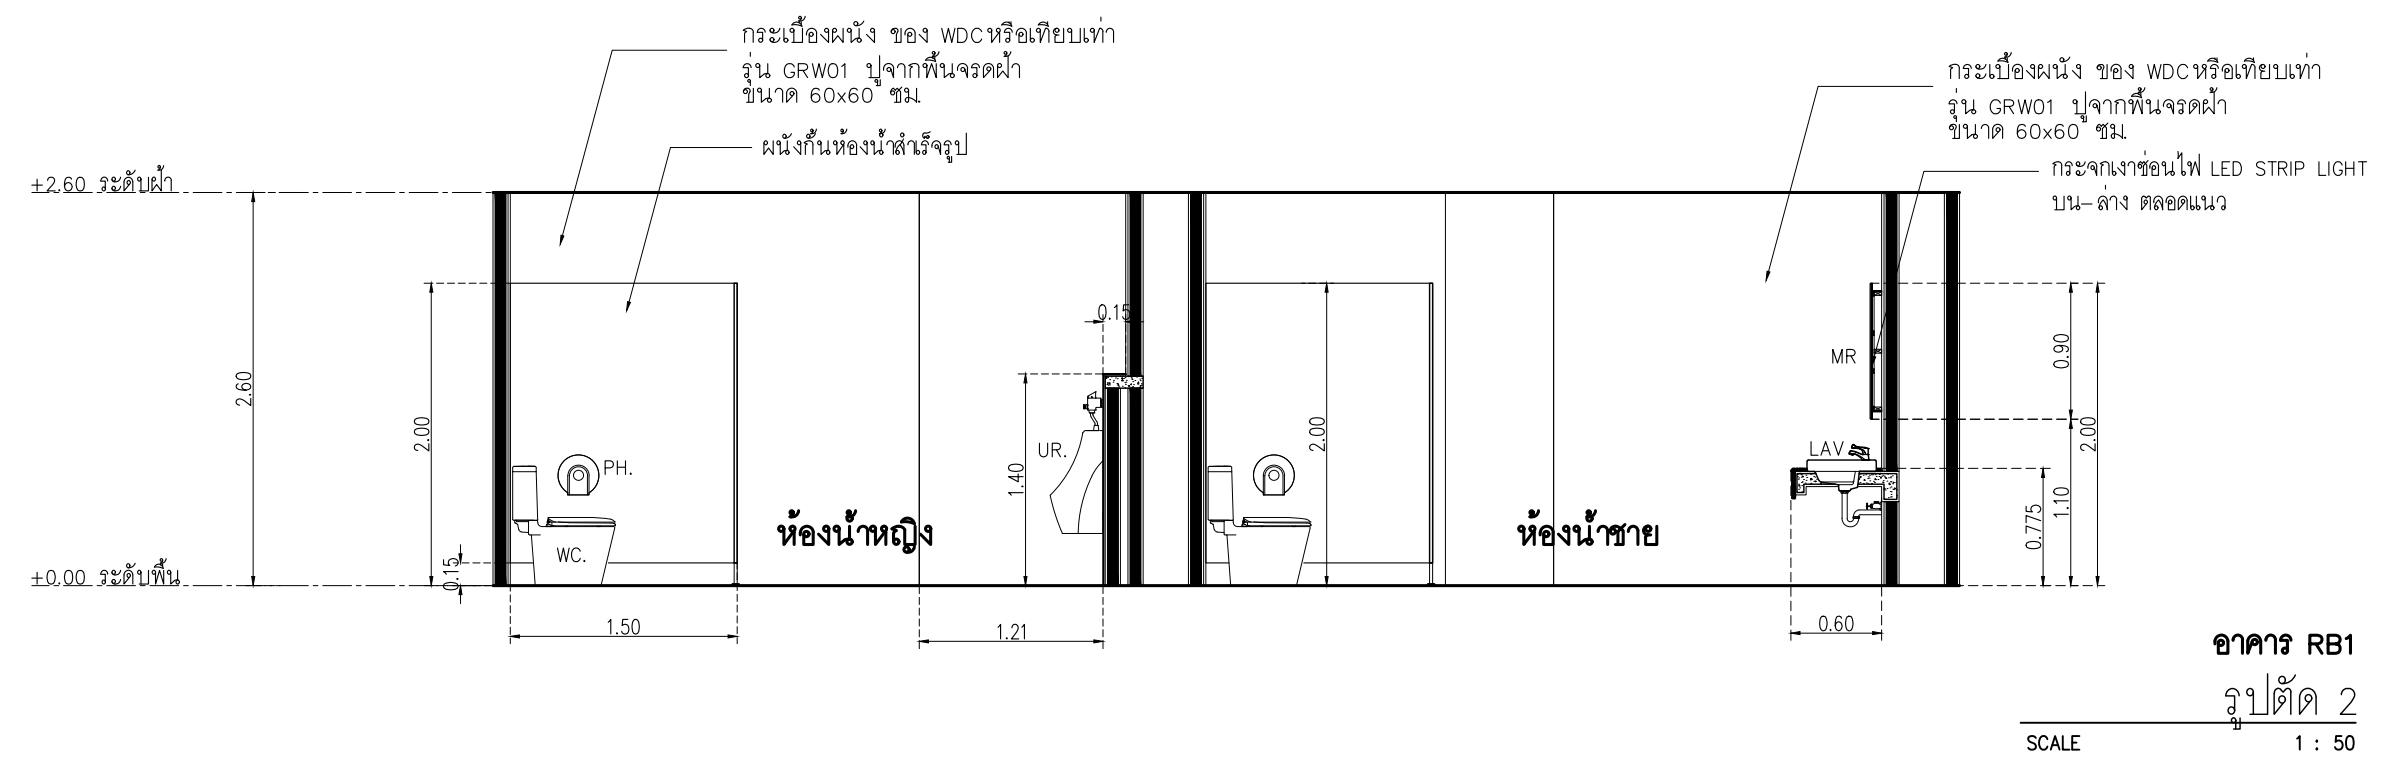 กระเบื้องผนัง ของ WDCหรือเทียบเท่า
รุ่น GRW01 ปูจากพื้นจรดฝ้า
ขนาด 60x60 ซม.
ผนังกั้นห้องน้ำสำเร็จรูป
กระเบื้องผนัง ของ WDCหรือเทียบเท่า
รุ่น GRW01 ปูจากพื้นจรดฝ้า
ขนาด 60x60 ซม.
กระจกเงาซ่อนไฟ LED STRIP LIGHT
บน-ล่าง ตลอดแนว
+2.60 ระดับฝ้า
2.60
2.00
0.15
PH.
WC.
ห้องน้ำหญิง
UR.
1.40
0.15
2.00
ห้องน้ำชาย
MR
LAV
0.90
2.00
1.10
0.775
+0.00 ระดับพื้น
1.50
1.21
0.60
อาคาร RB1
รูปตัด 2
SCALE 1 : 50